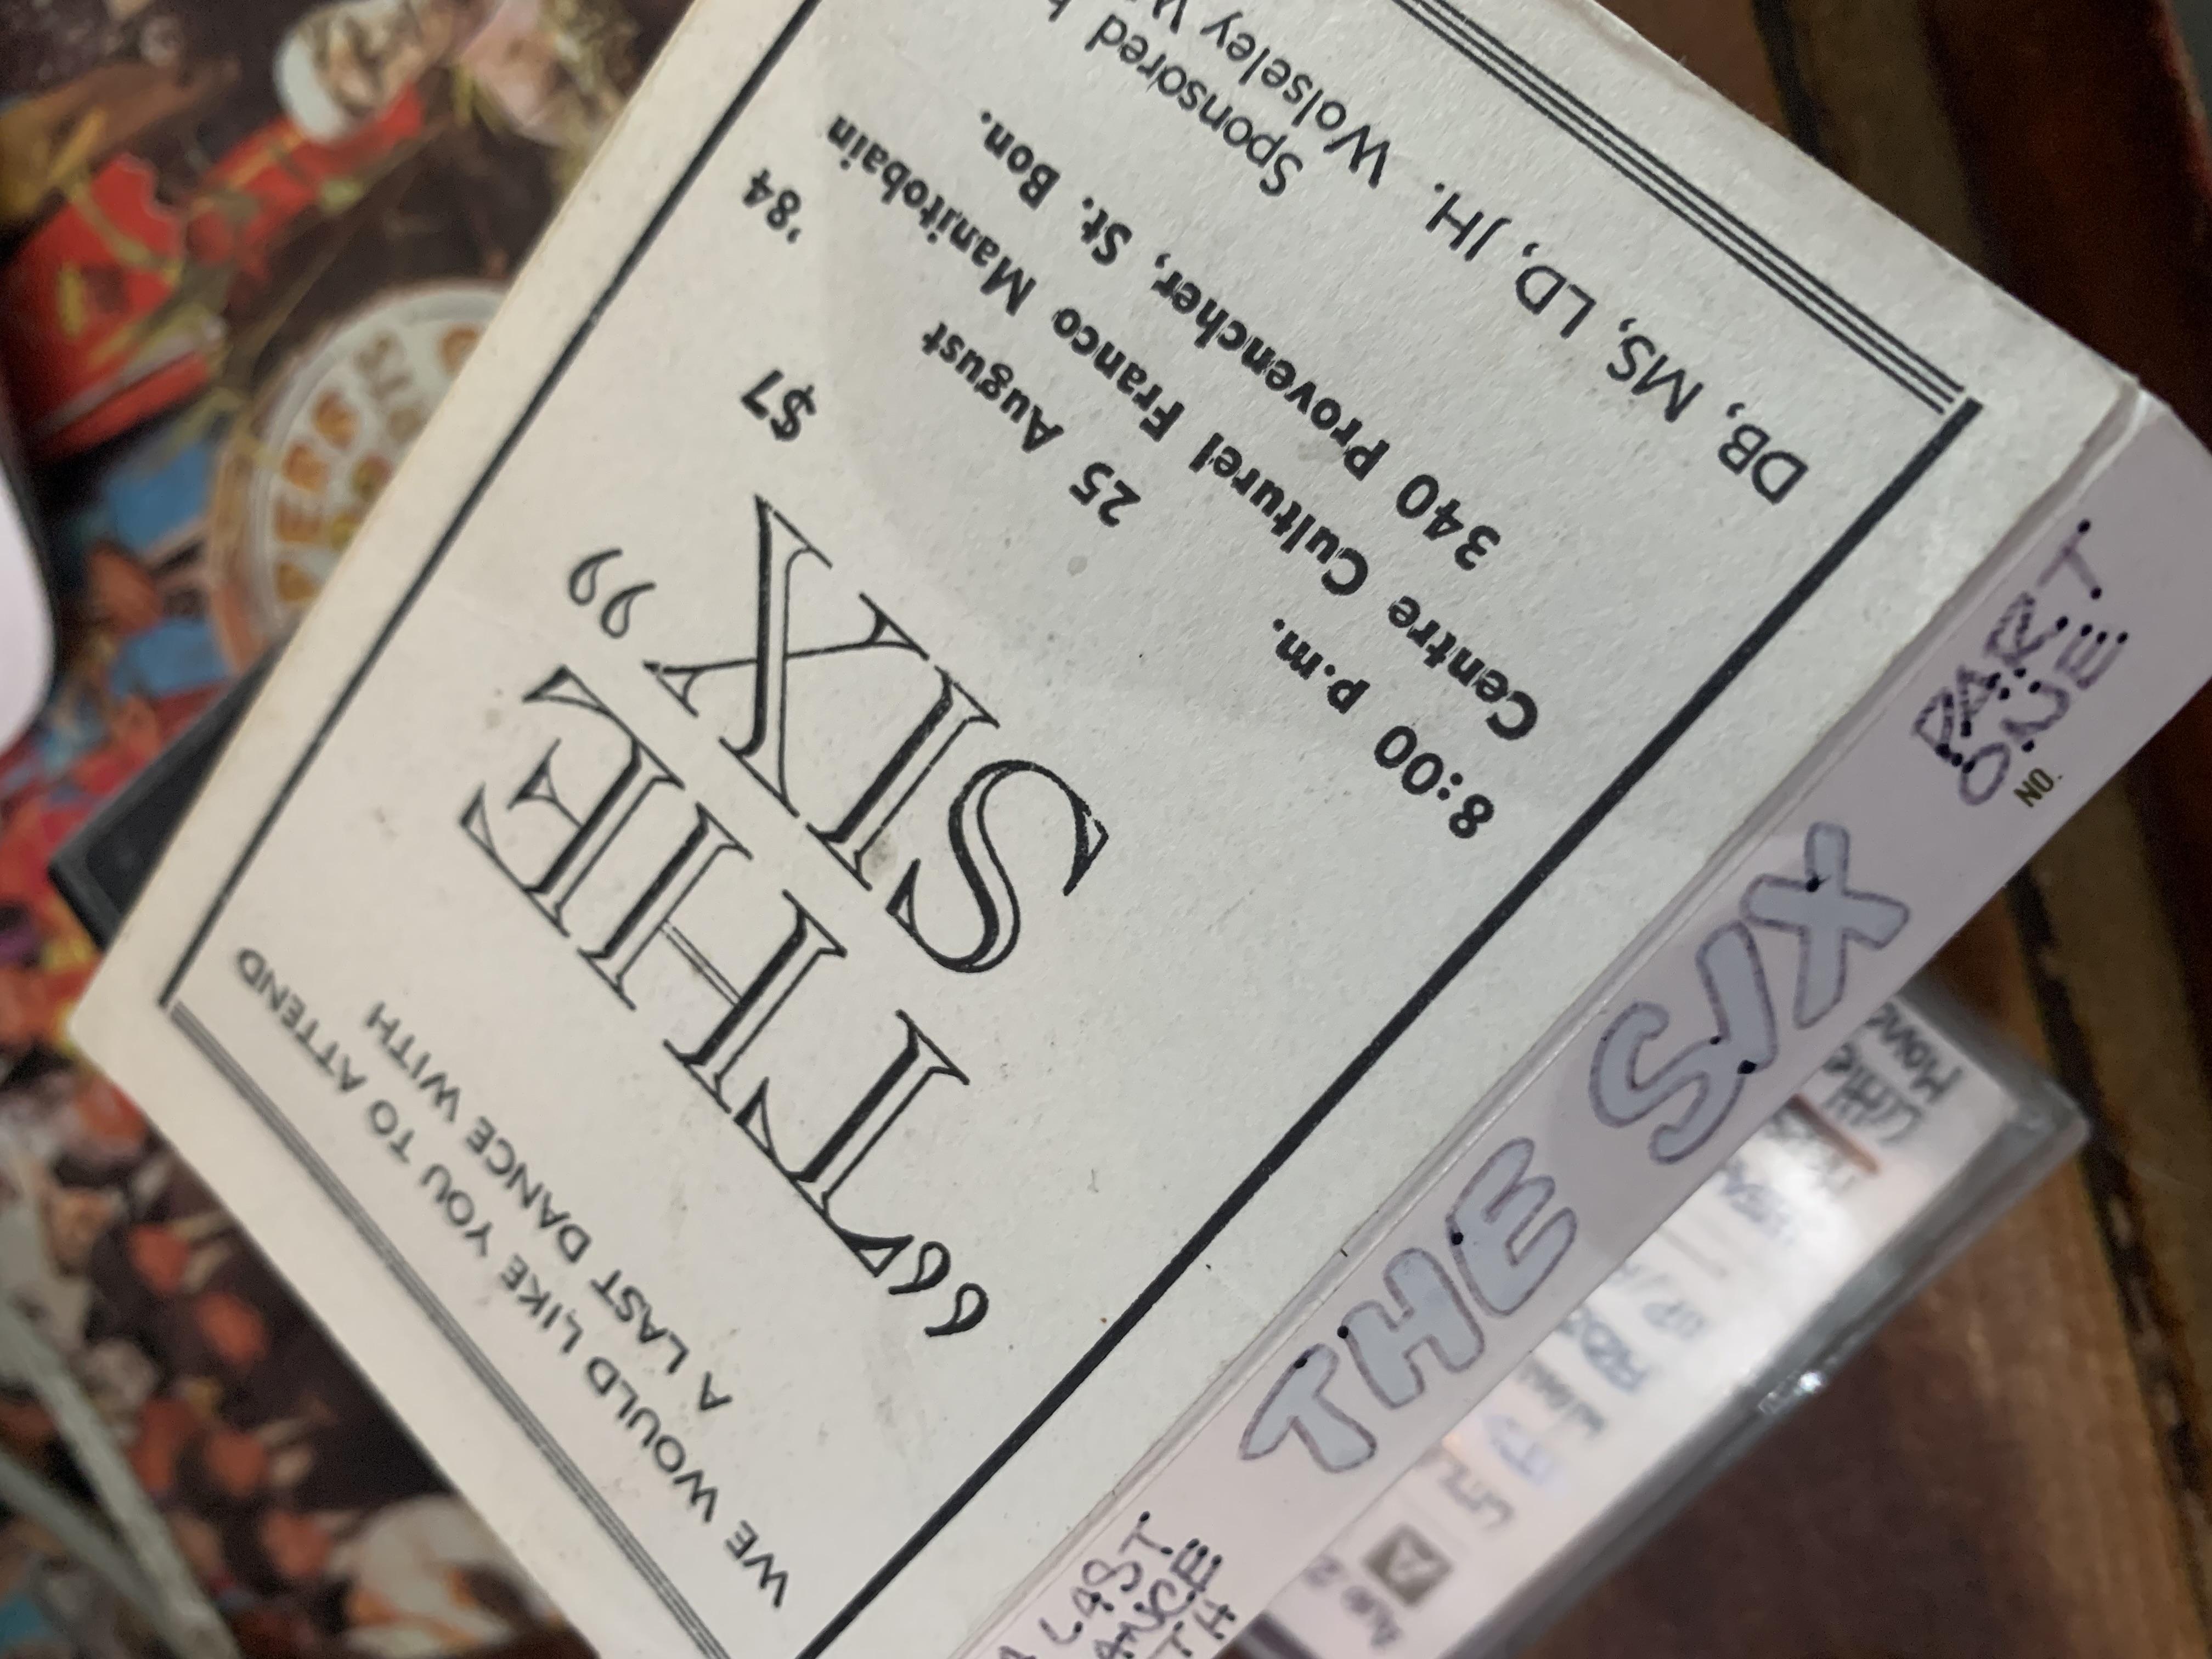 WE WOULD LIKE YOU TO ATTEND
A LAST DANCE WITH
“THE
SIX”
$7
25 August '84
8:00 p.m.
Centre Culturel Franco Manitobain
340 Provencher, St. Bon.
Sponsored
DB, MS, LD, JH. Wolseley
A LAST
THE SIX
PART
ONE
NO.